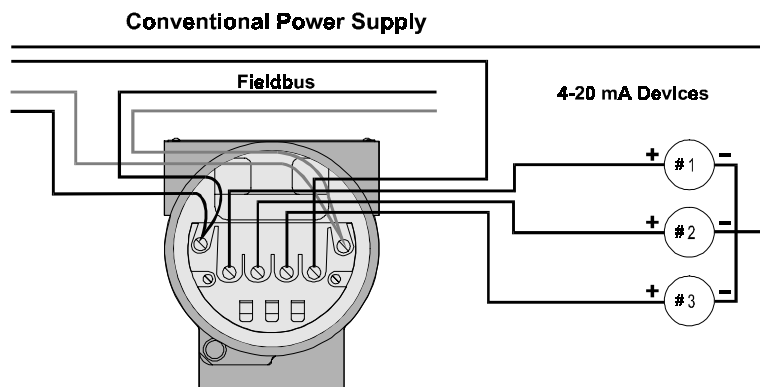 Conventional Power Supply
Fieldbus
4-20 mA Devices
+ #1 −
+ #2 −
+ #3 −